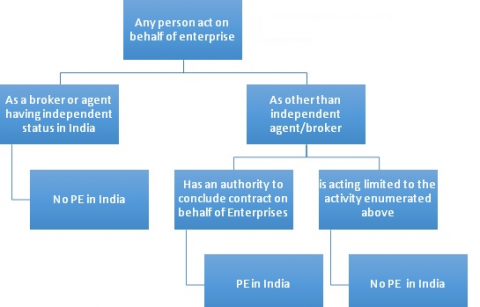 Any person act on
behalf of enterprise
As a broker or agent
having independent
status in India
As other than
independent
agent/broker
No PE in India
Has an authority to
conclude contract on
behalf of Enterprises
is acting limited to the
activity enumerated
above
PE in India
No PE in India